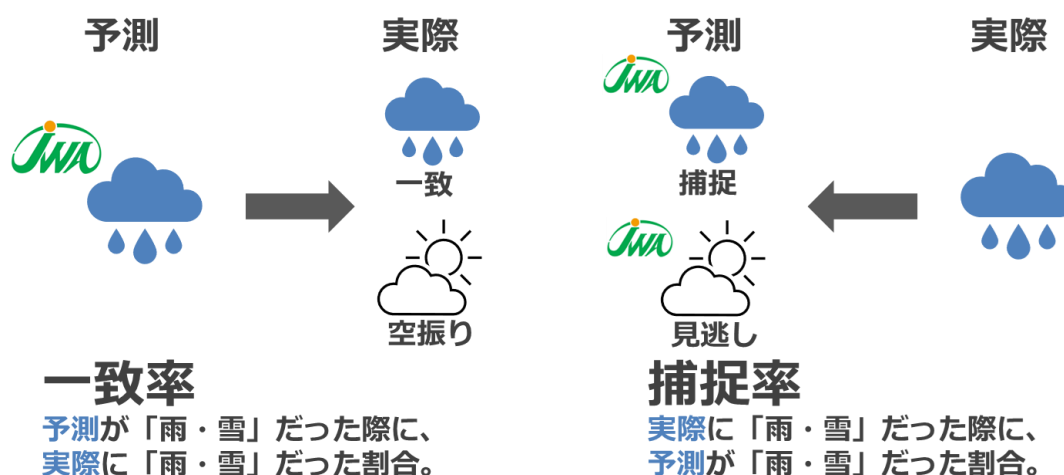 予測
実際
JWA
一致
空振り
一致率
予測が「雨・雪」だった際に、
実際に「雨・雪」だった割合。
予測
実際
JWA
捕捉
JWA
見逃し
捕捉率
実際に「雨・雪」だった際に、
予測が「雨・雪」だった割合。